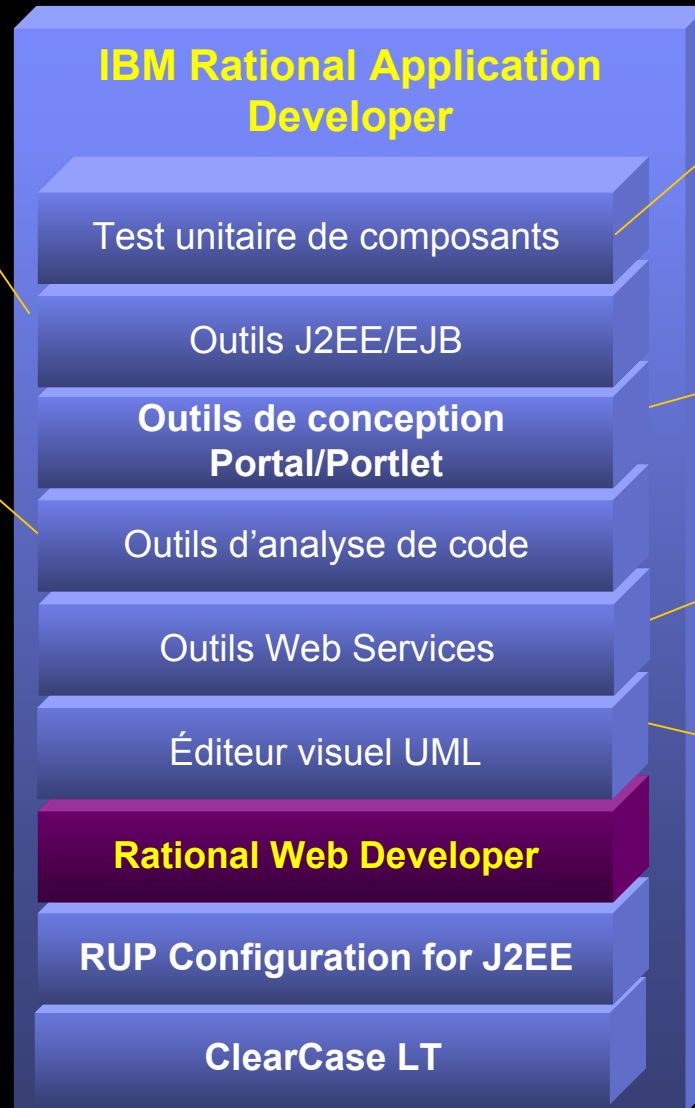 IBM Rational Application
Developer
Test unitaire de composants
Outils J2EE/EJB
Outils de conception
Portal/Portlet
Outils d’analyse de code
Outils Web Services
Éditeur visuel UML
Rational Web Developer
RUP Configuration for J2EE
ClearCase LT